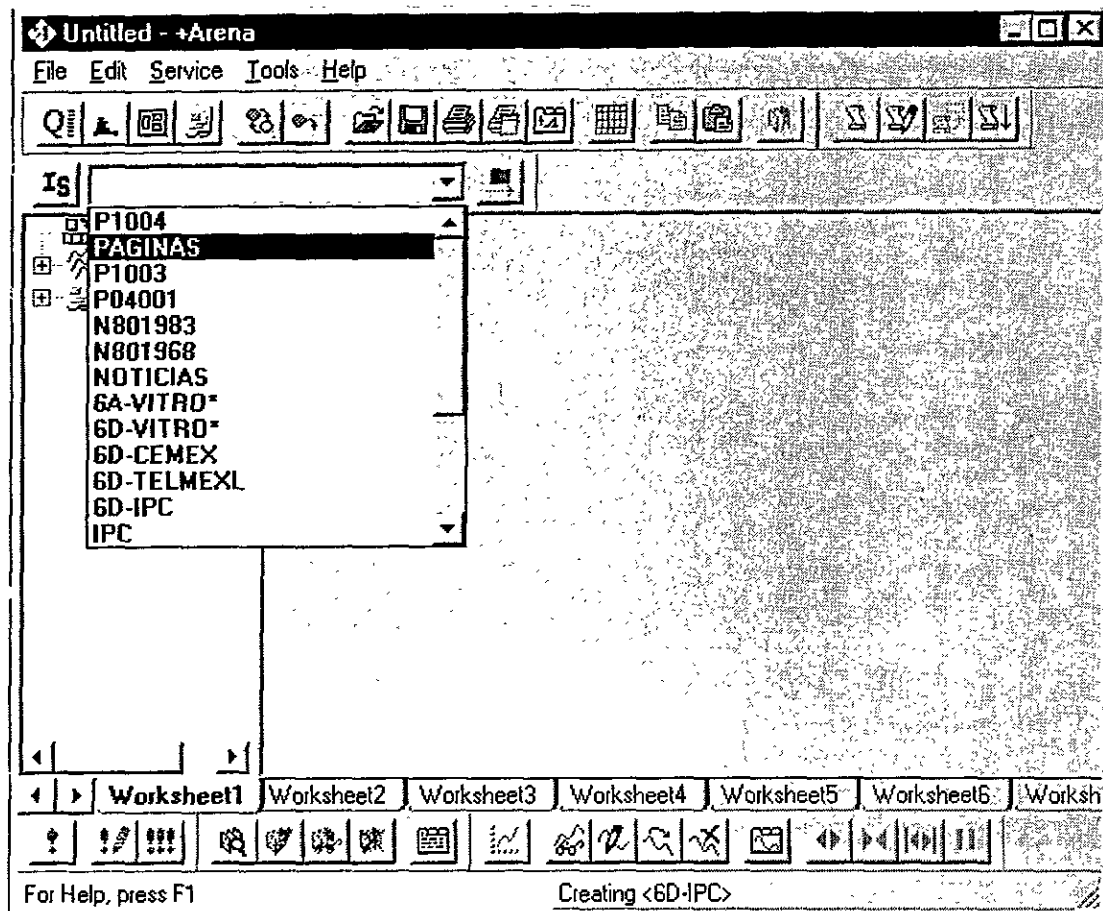 Untitled - +Arena
File Edit Service Tools Help
Q
IS
P1004
PAGINAS
P1003
P04001
N801983
N801968
NOTICIAS
6A-VITRO*
6D-VITRO*
6D-CEMEX
6D-TELMEXL
6D-IPC
IPC
Worksheet1 Worksheet2 Worksheet3 Worksheet4 Worksheet5 Worksheet6 Worksh
For Help, press F1 Creating <6D-IPC>